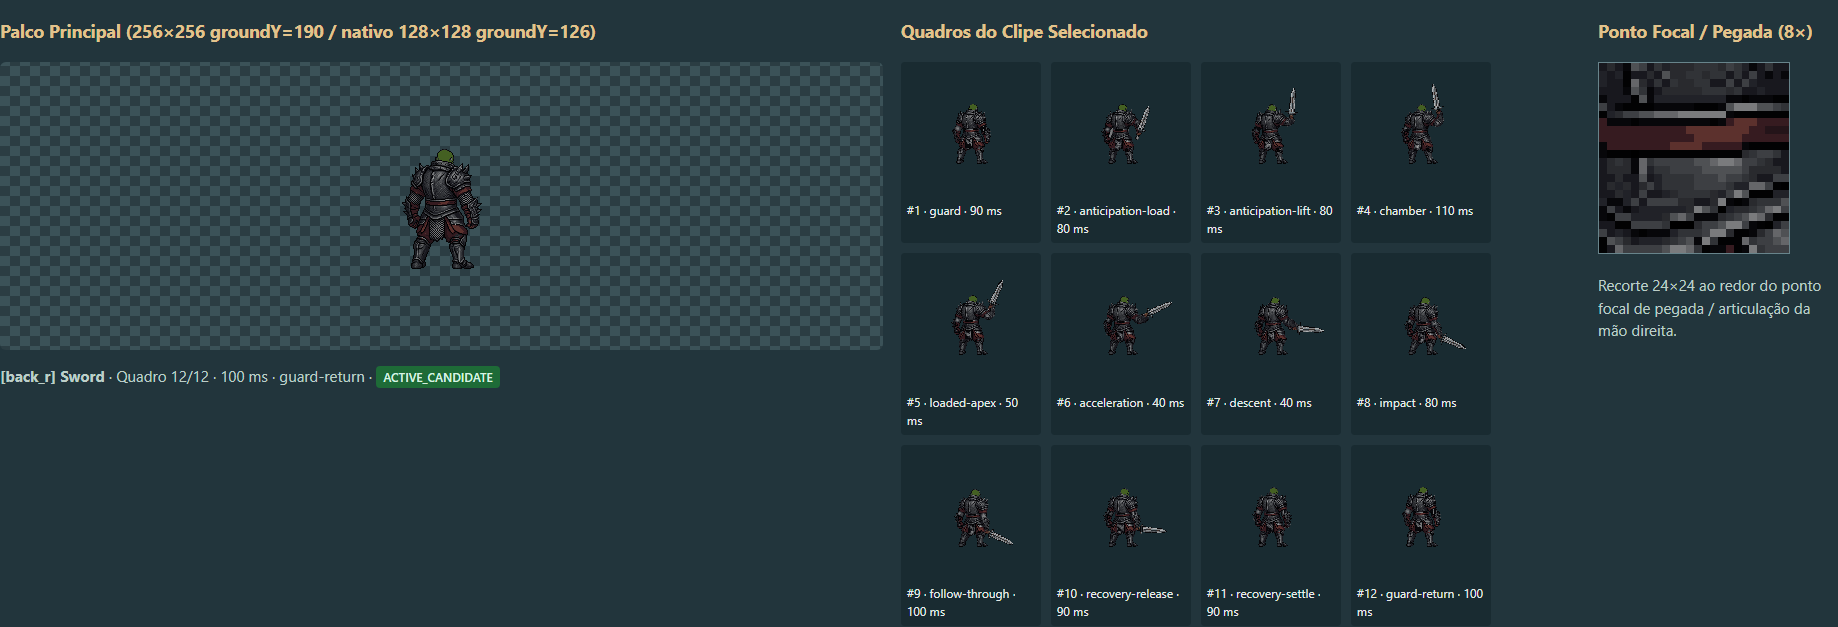 Palco Principal (256×256 groundY=190 / nativo 128×128 groundY=126)
[back_r] Sword · Quadro 12/12 · 100 ms · guard-return · ACTIVE_CANDIDATE
Quadros do Clipe Selecionado
#1 · guard · 90 ms
#2 · anticipation-load ·
80 ms
#3 · anticipation-lift · 80
ms
#4 · chamber · 110 ms
#5 · loaded-apex · 50
ms
#6 · acceleration · 40 ms
#7 · descent · 40 ms
#8 · impact · 80 ms
#9 · follow-through ·
100 ms
#10 · recovery-release ·
90 ms
#11 · recovery-settle ·
90 ms
#12 · guard-return · 100
ms
Ponto Focal / Pegada (8×)
Recorte 24×24 ao redor do ponto
focal de pegada / articulação da
mão direita.